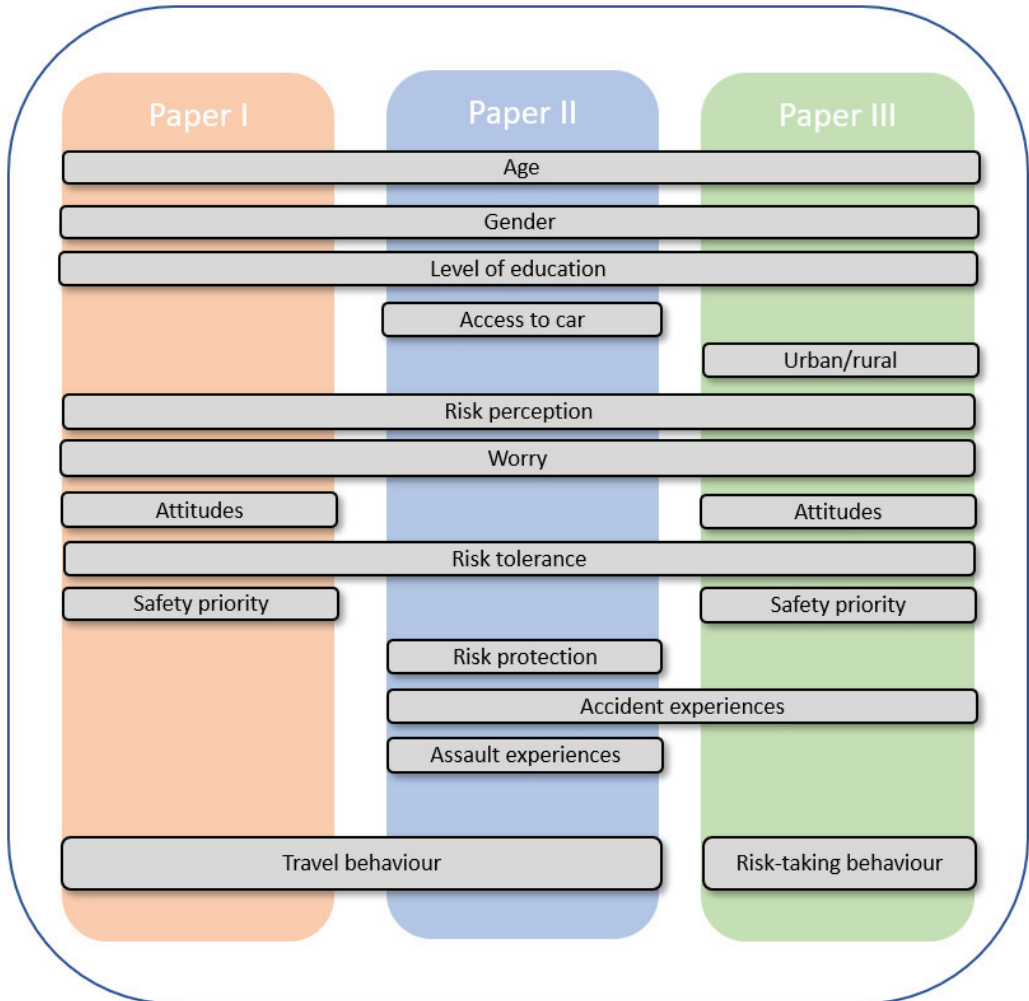 Paper I
Paper II
Paper III
Age
Gender
Level of education
Access to car
Urban/rural
Risk perception
Worry
Attitudes
Attitudes
Risk tolerance
Safety priority
Safety priority
Risk protection
Accident experiences
Assault experiences
Travel behaviour
Risk-taking behaviour